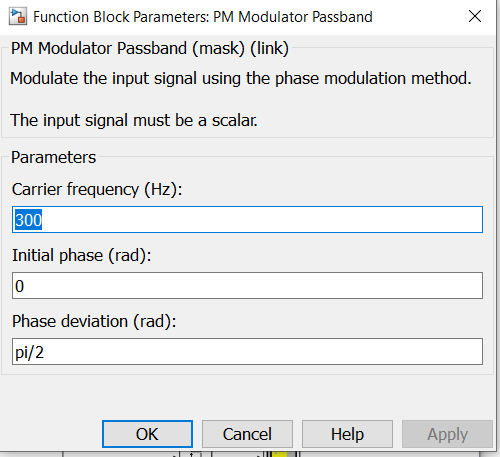 Function Block Parameters: PM Modulator Passband
PM Modulator Passband (mask) (link)
Modulate the input signal using the phase modulation method.
The input signal must be a scalar.
Parameters
Carrier frequency (Hz):
300
Initial phase (rad):
0
Phase deviation (rad):
pi/2
OK Cancel Help Apply